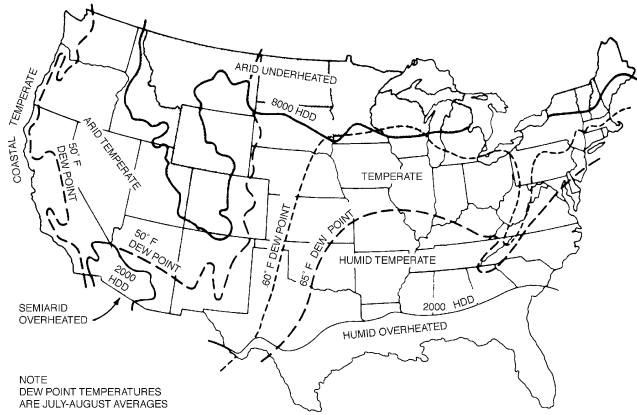 ARID UNDERHEATED
8000 HDD
COASTAL TEMPERATE
ARID TEMPERATE
50° F
DEW POINT
TEMPERATE
50° F
DEW POINT
60° F DEW POINT
65° F DEW POINT
HUMID TEMPERATE
2000
HDD
2000 HDD
SEMIARID
OVERHEATED
HUMID OVERHEATED
NOTE
DEW POINT TEMPERATURES
ARE JULY-AUGUST AVERAGES